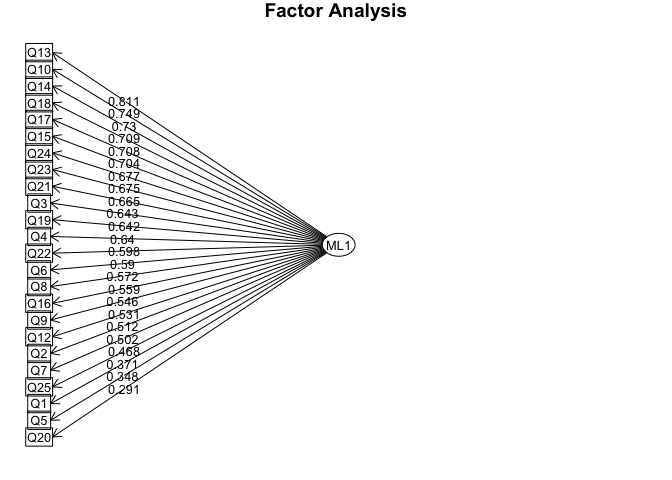 Factor Analysis
Q13
Q10
Q14
Q18
Q17
Q15
Q24
Q23
Q21
Q3
Q19
Q4
Q22
Q6
Q8
Q16
Q9
Q12
Q2
Q7
Q25
Q1
Q5
Q20
0.811
0.749
0.73
0.709
0.708
0.704
0.677
0.675
0.665
0.643
0.642
0.64
0.598
0.59
0.572
0.559
0.546
0.531
0.512
0.502
0.468
0.371
0.348
0.291
ML1